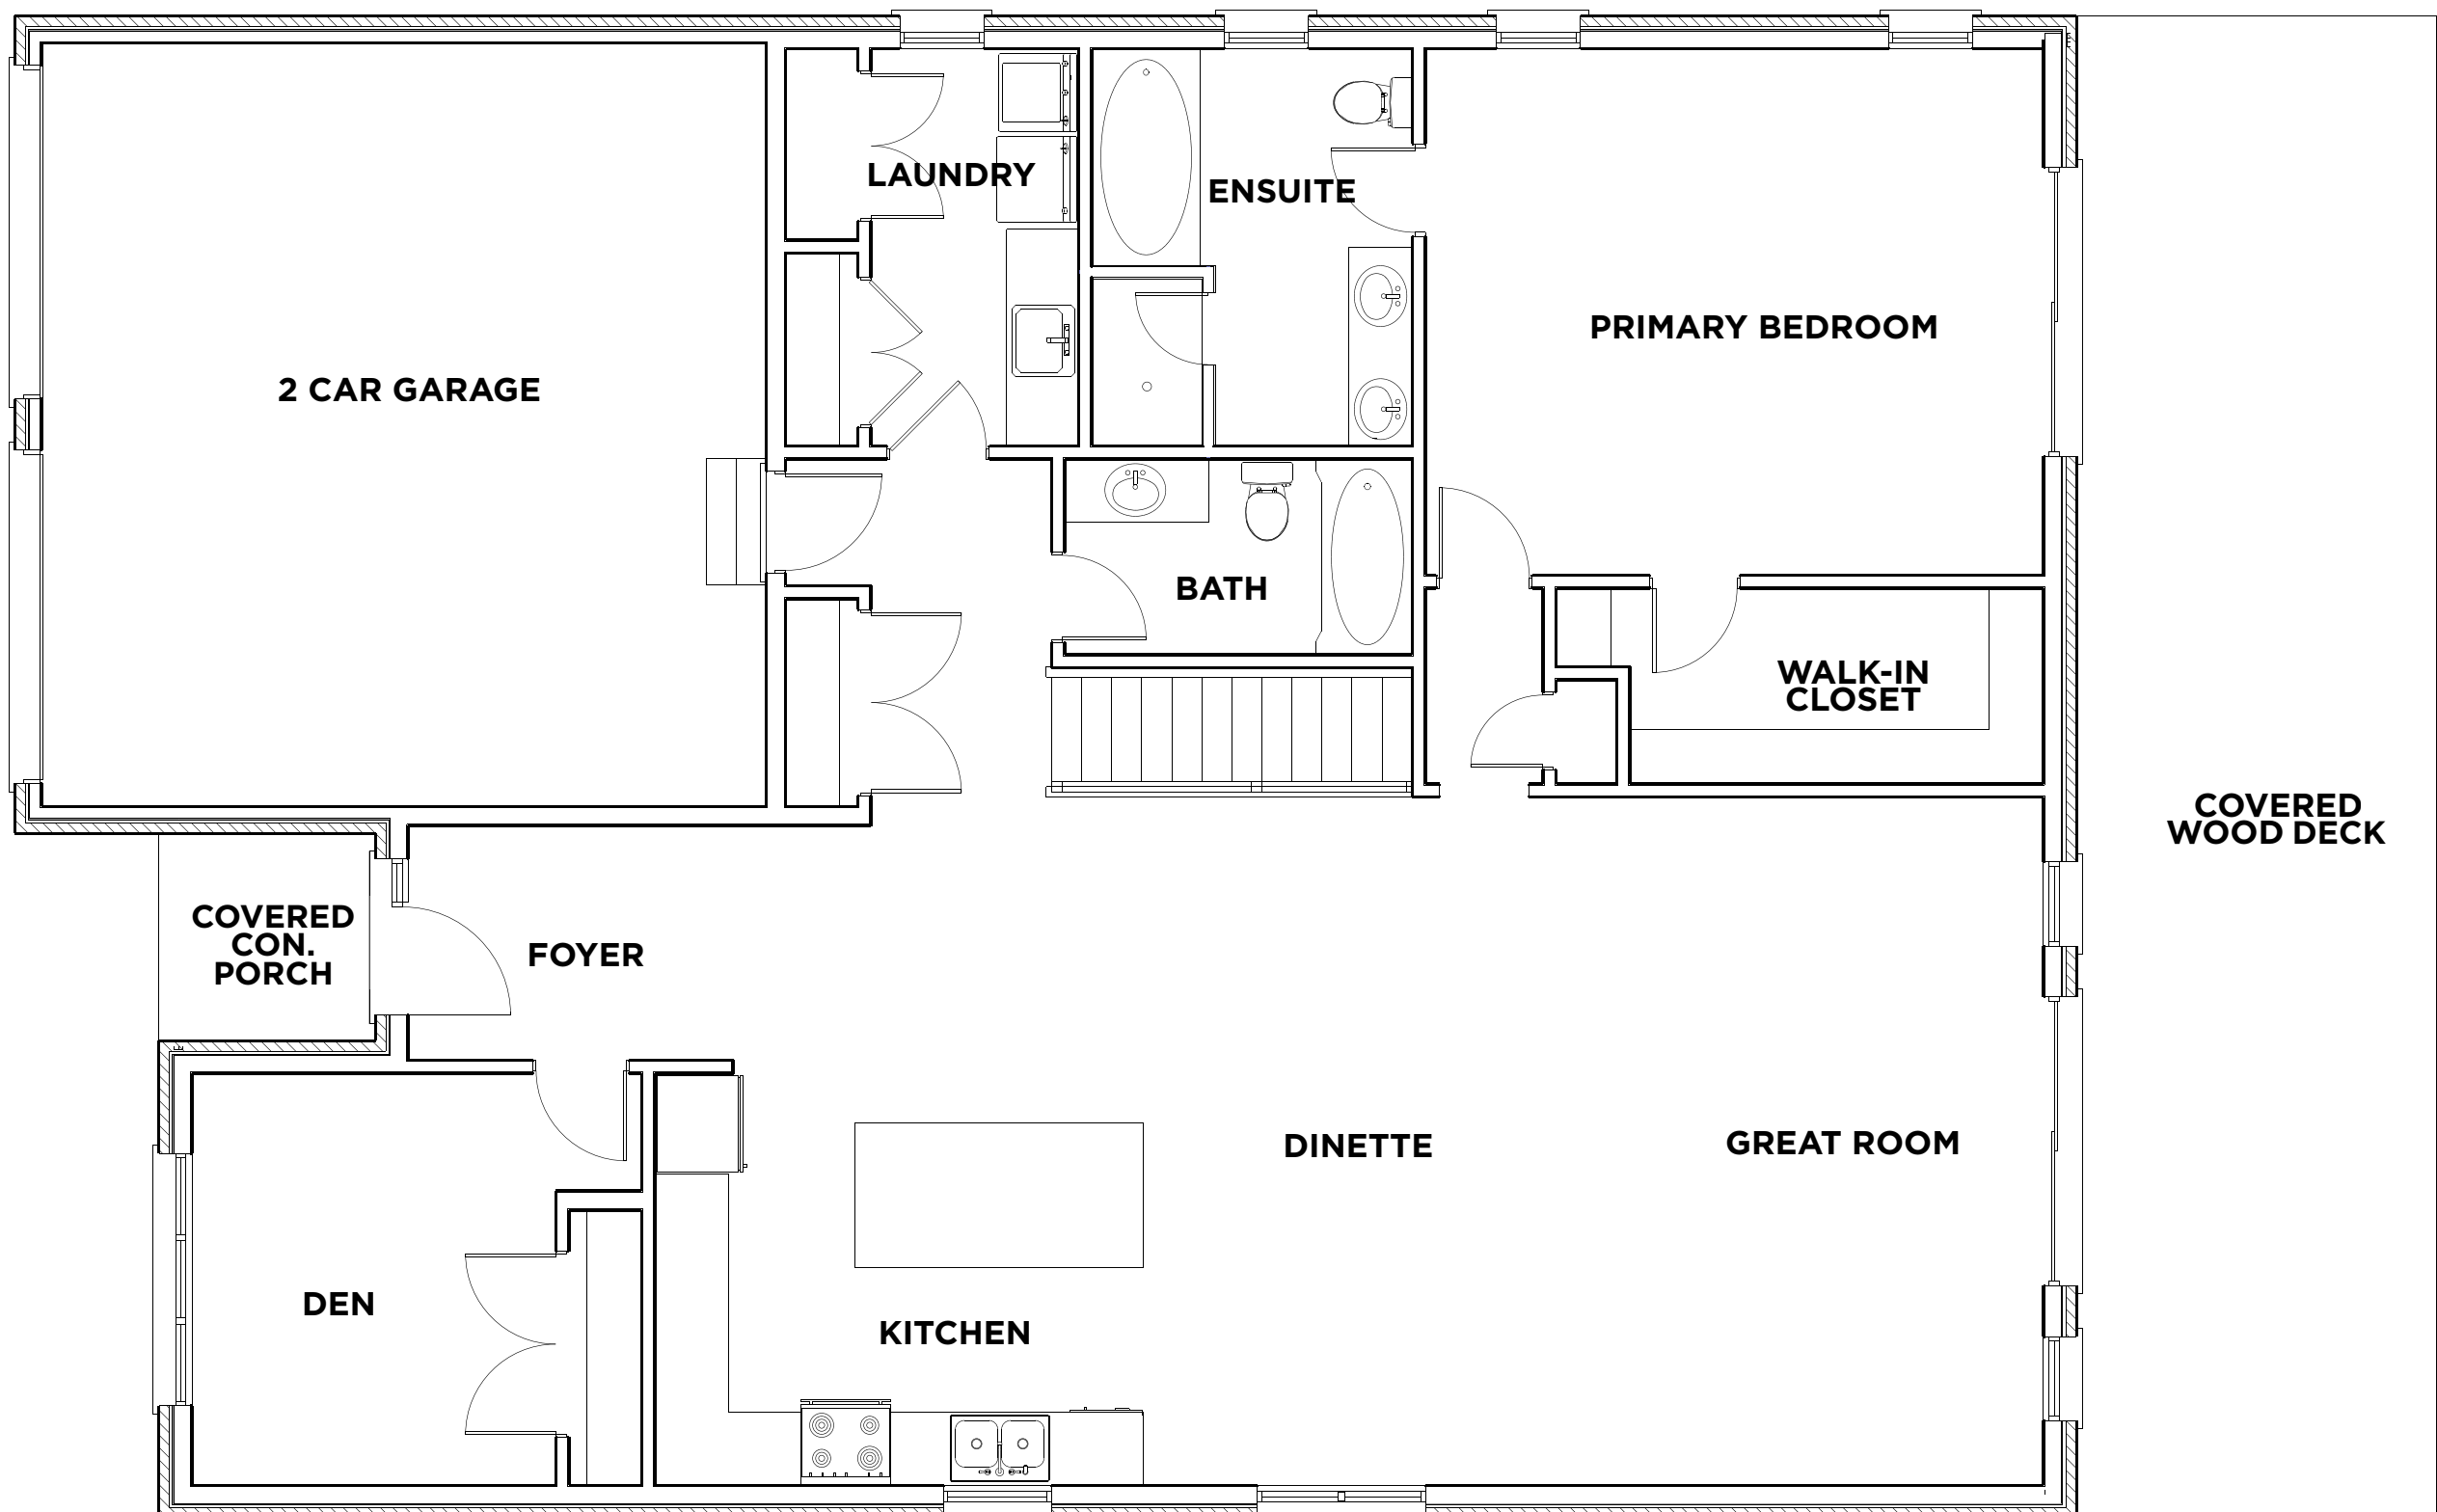 LAUNDRY
ENSUITE
PRIMARY BEDROOM
2 CAR GARAGE
BATH
WALK-IN
CLOSET
COVERED
WOOD DECK
COVERED
CON.
PORCH
FOYER
DINETTE
GREAT ROOM
DEN
KITCHEN